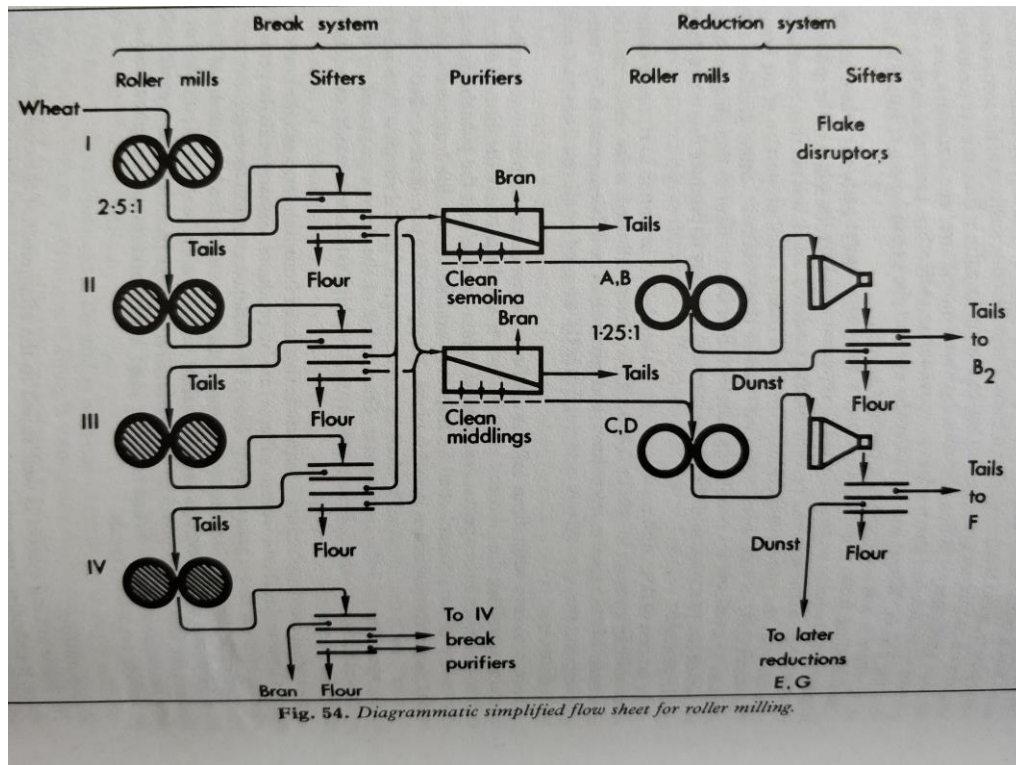 Break system
Reduction system
Roller mills
Sifters
Purifiers
Roller mills
Sifters
Wheat
Flake
disruptors
I
2·5:1
Bran
Tails
Tails
Flour
Clean
semolina
II
A,B
1·25:1
Bran
Tails
to
B2
Tails
Tails
Dunst
Flour
Flour
Clean
middlings
III
C,D
Tails
to
F
Tails
Flour
Dunst
Flour
IV
To IV
break
purifiers
To later
reductions
E,G
Bran
Flour
Fig. 54. Diagrammatic simplified flow sheet for roller milling.